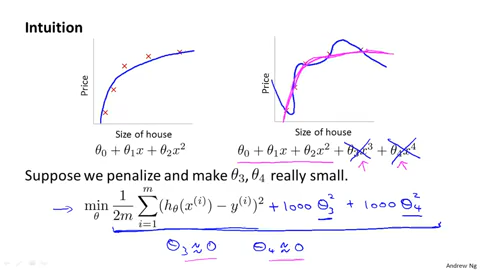 Intuition
Price
Size of house
θ₀ + θ₁x + θ₂x²
Price
Size of house
θ₀ + θ₁x + θ₂x² + θ₃x³ + θ₄x⁴
Suppose we penalize and make θ₃, θ₄ really small.
→ min_θ 1/2m ∑_{i=1}^{m} (h_θ(x^{(i)}) − y^{(i)})² + 1000 θ₃² + 1000 θ₄²
θ₃ ≈ 0 θ₄ ≈ 0
Andrew Ng